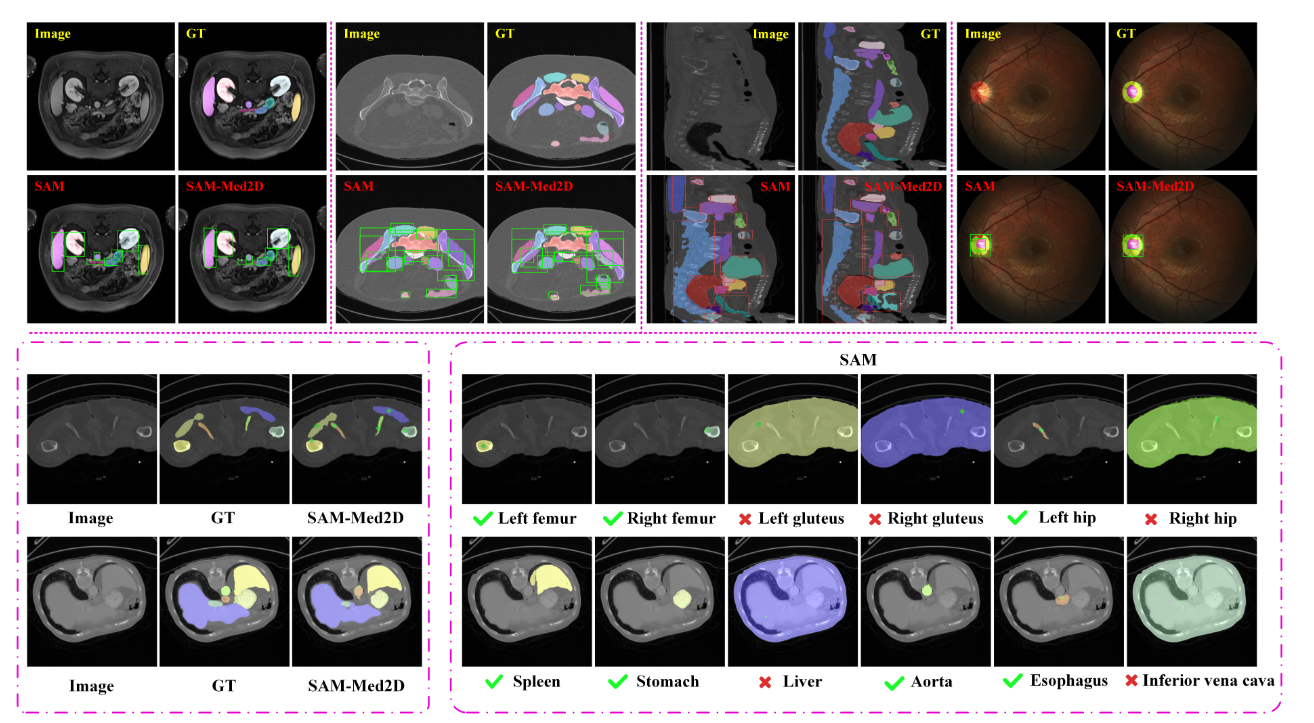 Image GT Image GT Image GT Image GT
SAM SAM-Med2D SAM SAM-Med2D SAM SAM-Med2D SAM SAM-Med2D
Image GT SAM-Med2D
Image GT SAM-Med2D
SAM
Left femur Right femur Left gluteus Right gluteus Left hip Right hip
Spleen Stomach Liver Aorta Esophagus Inferior vena cava